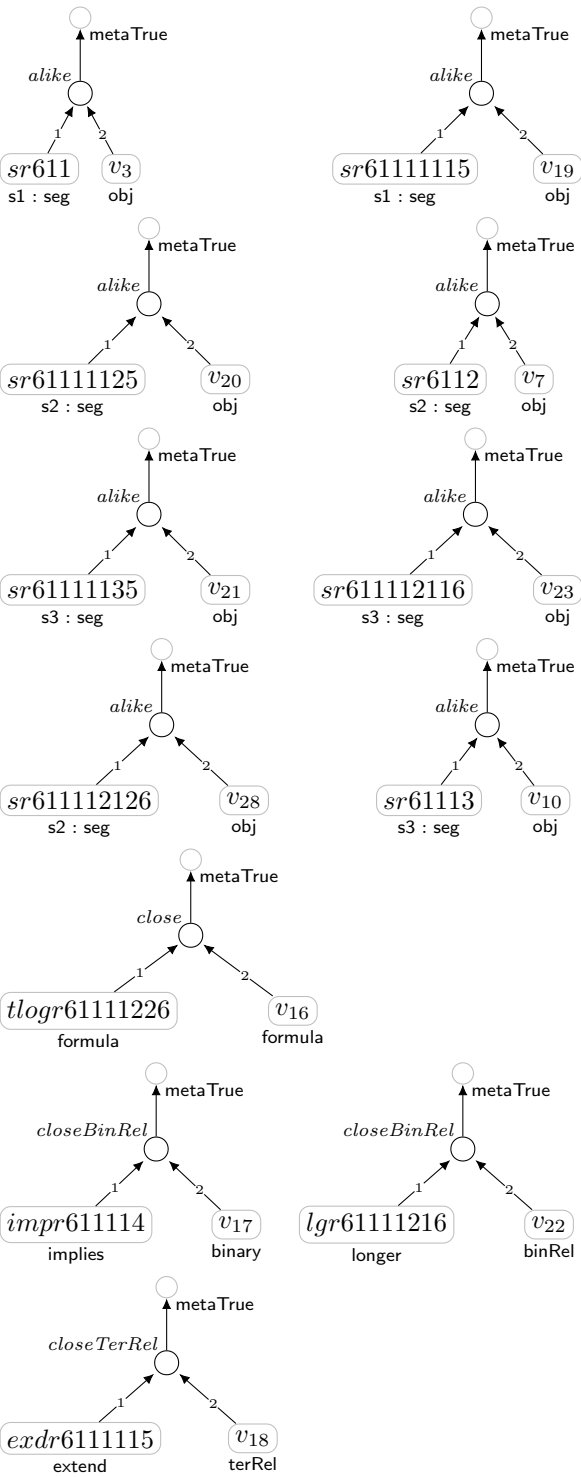 metaTrue metaTrue
alike alike
1 2 1 2
sr611 v3 sr61111115 v19
s1 : seg obj s1 : seg obj
metaTrue metaTrue
alike alike
1 2 1 2
sr61111125 v20 sr6112 v7
s2 : seg obj s2 : seg obj
metaTrue metaTrue
alike alike
1 2 1 2
sr61111135 v21 sr611112116 v23
s3 : seg obj s3 : seg obj
metaTrue metaTrue
alike alike
1 2 1 2
sr611112126 v28 sr61113 v10
s2 : seg obj s3 : seg obj
metaTrue
close
1 2
tlogr61111226 v16
formula formula
metaTrue metaTrue
closeBinRel closeBinRel
1 2 1 2
impr611114 v17 lgr61111216 v22
implies binary longer binRel
metaTrue
closeTerRel
1 2
exdr6111115 v18
extend terRel